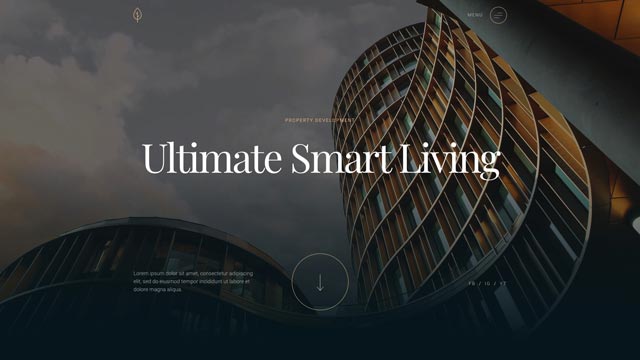 MENU
PROPERTY DEVELOPMENT
Ultimate Smart Living
Lorem ipsum dolor sit amet, consectetur adipiscing
elit, sed do eiusmod tempor incididunt ut labore et
dolore magna aliqua.
FB / IG / YT